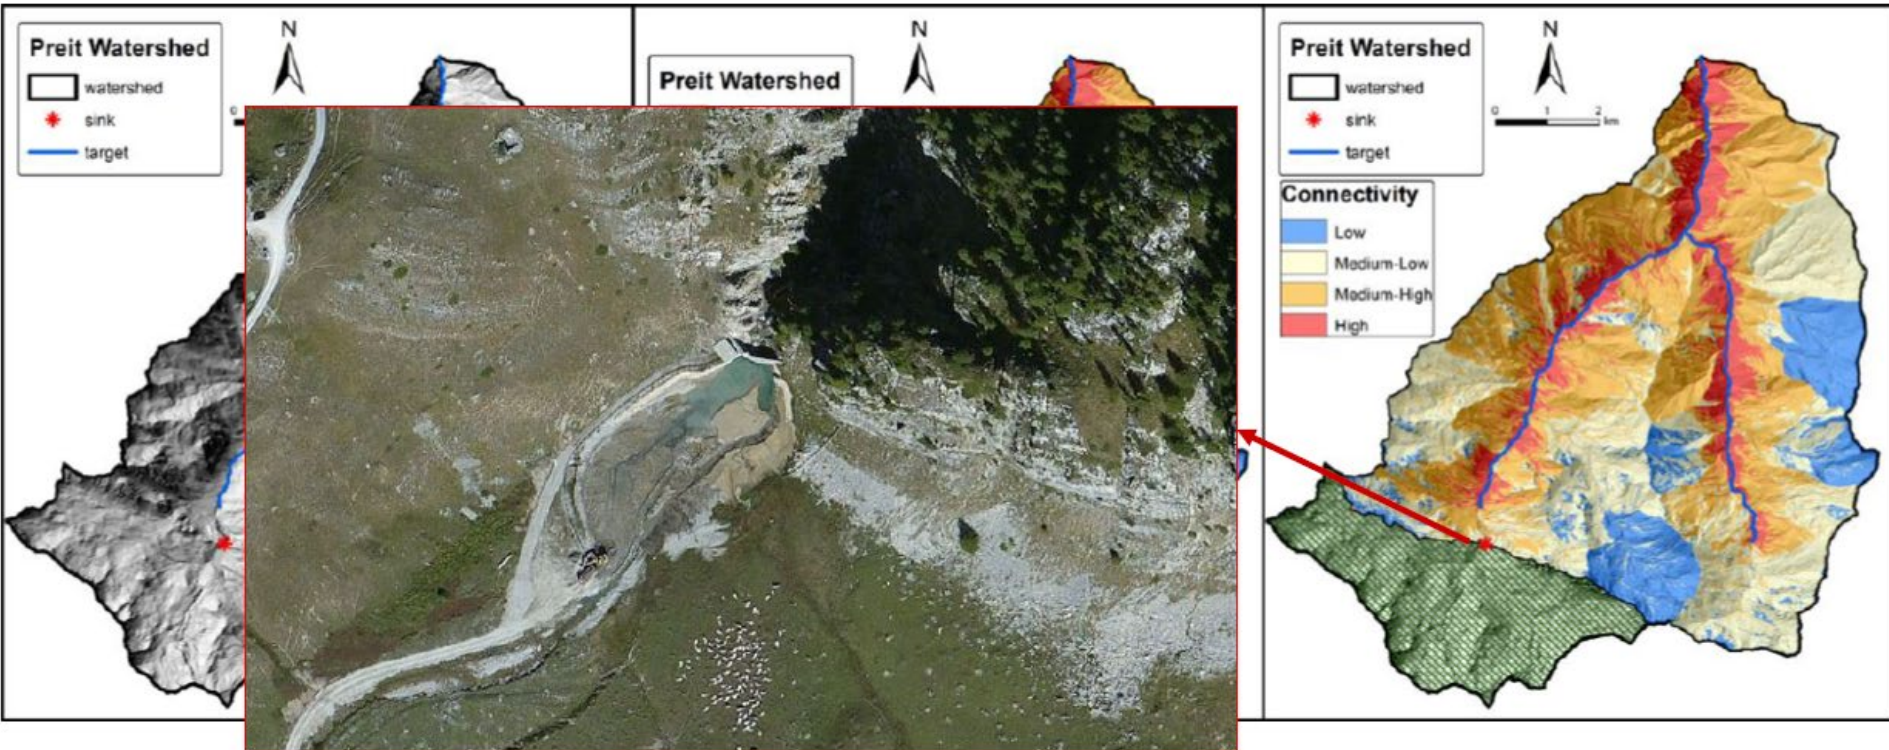 Preit Watershed
watershed
sink
target
N
0
Preit Watershed
N
Preit Watershed
watershed
sink
target
N
0 1 2 km
Connectivity
Low
Medium-Low
Medium-High
High